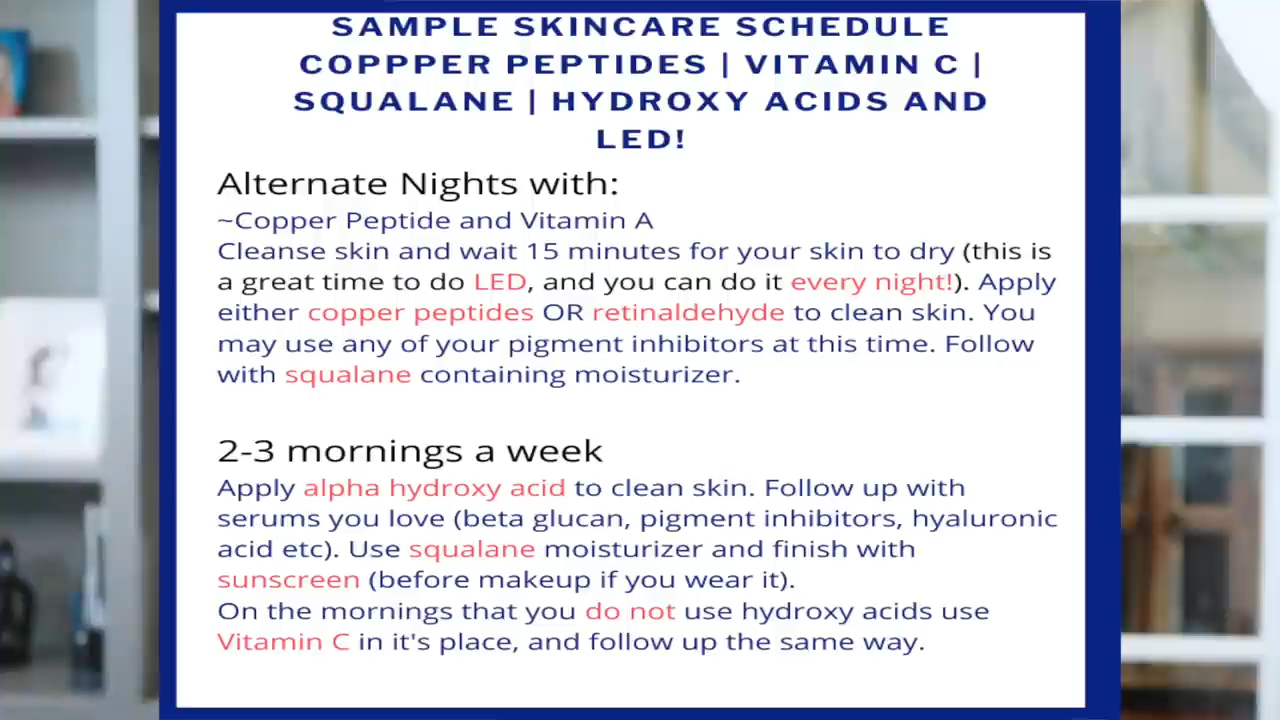 SAMPLE SKINCARE SCHEDULE
COPPPER PEPTIDES | VITAMIN C |
SQUALANE | HYDROXY ACIDS AND
LED!
Alternate Nights with:
~Copper Peptide and Vitamin A
Cleanse skin and wait 15 minutes for your skin to dry (this is
a great time to do LED, and you can do it every night!). Apply
either copper peptides OR retinaldehyde to clean skin. You
may use any of your pigment inhibitors at this time. Follow
with squalane containing moisturizer.
2-3 mornings a week
Apply alpha hydroxy acid to clean skin. Follow up with
serums you love (beta glucan, pigment inhibitors, hyaluronic
acid etc). Use squalane moisturizer and finish with
sunscreen (before makeup if you wear it).
On the mornings that you do not use hydroxy acids use
Vitamin C in it's place, and follow up the same way.